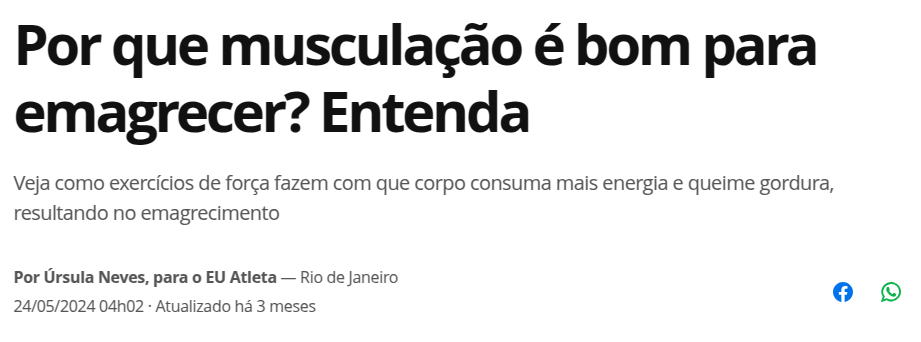 Por que musculação é bom para
emagrecer? Entenda
Veja como exercícios de força fazem com que corpo consuma mais energia e queime gordura,
resultando no emagrecimento
Por Úrsula Neves, para o EU Atleta — Rio de Janeiro
24/05/2024 04h02 · Atualizado há 3 meses